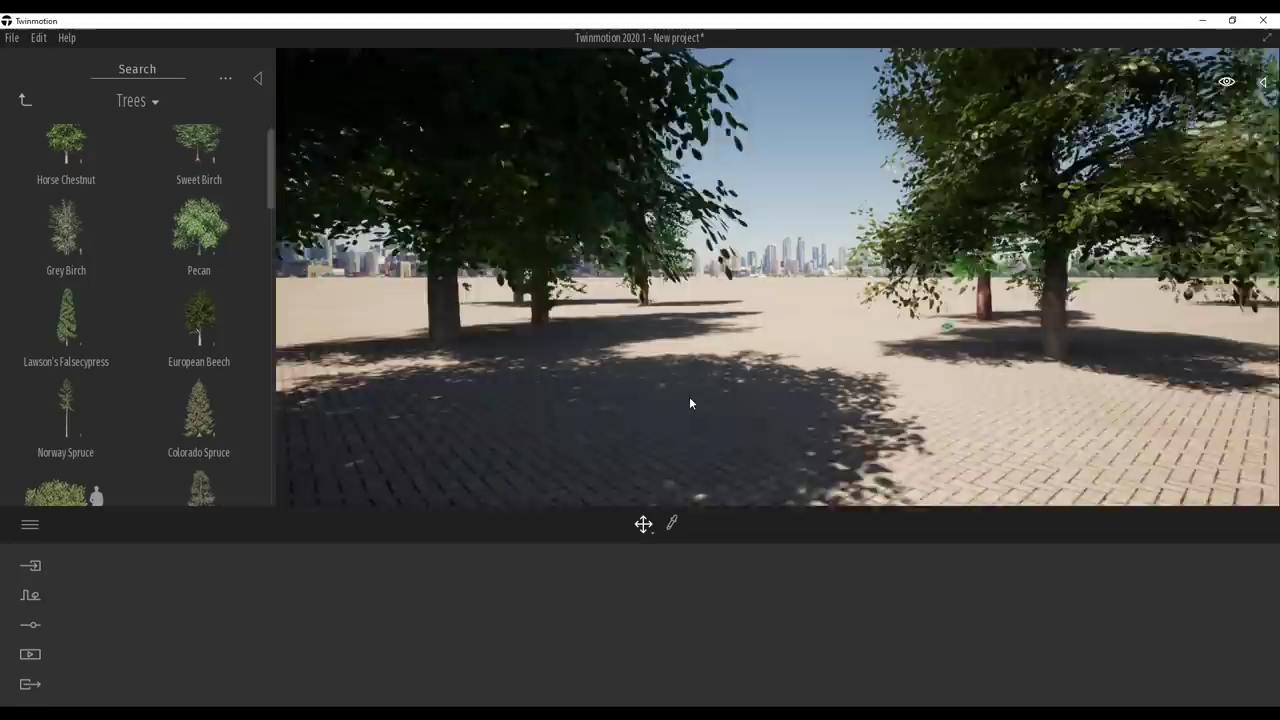 Twinmotion
File Edit Help
Twinmotion 2020.1 - New project*
Search
Trees
Horse Chestnut
Sweet Birch
Grey Birch
Pecan
Lawson's Falsecypress
European Beech
Norway Spruce
Colorado Spruce